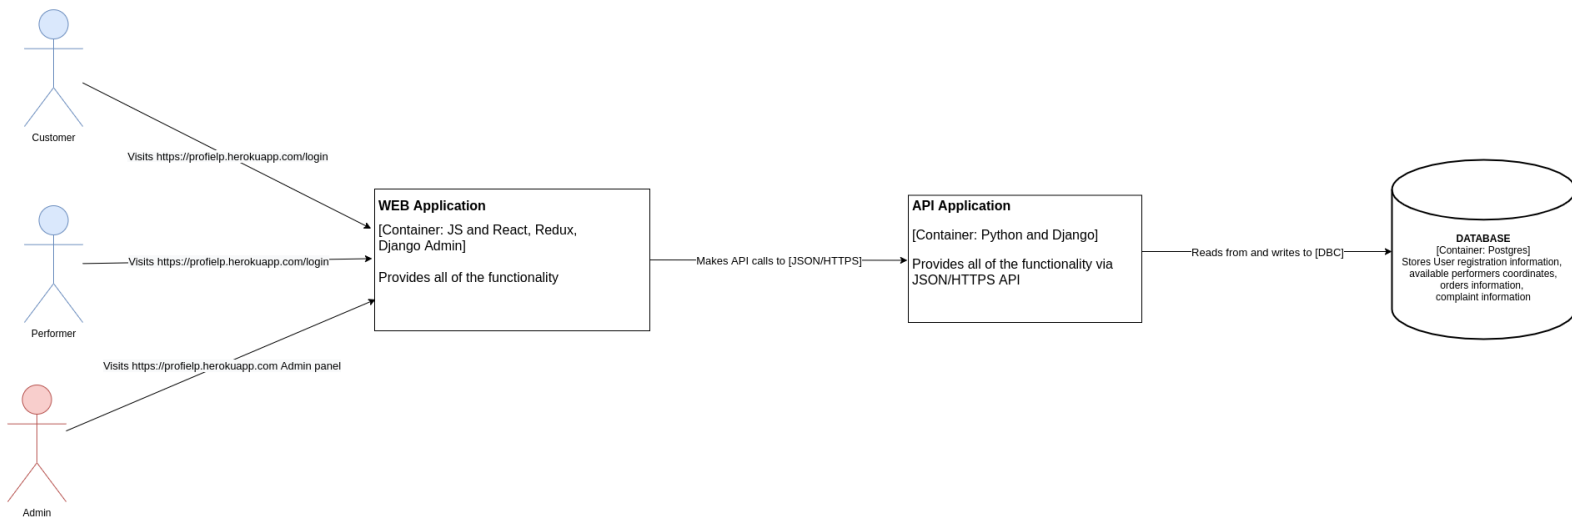 Customer
Visits https://profielp.herokuapp.com/login
Performer
Visits https://profielp.herokuapp.com/login
Admin
Visits https://profielp.herokuapp.com Admin panel
WEB Application
[Container: JS and React, Redux,
Django Admin]
Provides all of the functionality
Makes API calls to [JSON/HTTPS]
API Application
[Container: Python and Django]
Provides all of the functionality via
JSON/HTTPS API
Reads from and writes to [DBC]
DATABASE
[Container: Postgres]
Stores User registration information,
available performers coordinates,
orders information,
complaint information